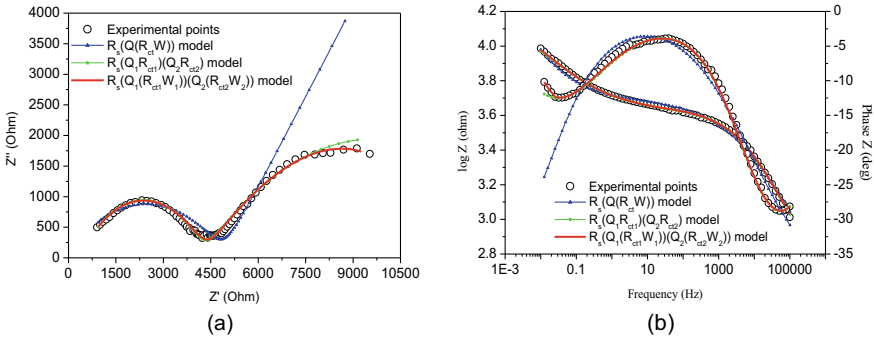 4000
3500
3000
2500
2000
1500
1000
500
0
Z'' (Ohm)
Experimental points
Rs(Q(RctW)) model
Rs(Q1Rct1)(Q2Rct2) model
Rs(Q1(Rct1W1))(Q2(Rct2W2)) model
0 1500 3000 4500 6000 7500 9000 10500
Z' (Ohm)
(a)
4.2
4.0
3.8
3.6
3.4
3.2
3.0
2.8
log Z (ohm)
Experimental points
Rs(Q(RctW)) model
Rs(Q1Rct1)(Q2Rct2) model
Rs(Q1(Rct1W1))(Q2(Rct2W2)) model
0
-5
-10
-15
-20
-25
-30
-35
Phase Z (deg)
1E-3 0.1 10 1000 100000
Frequency (Hz)
(b)